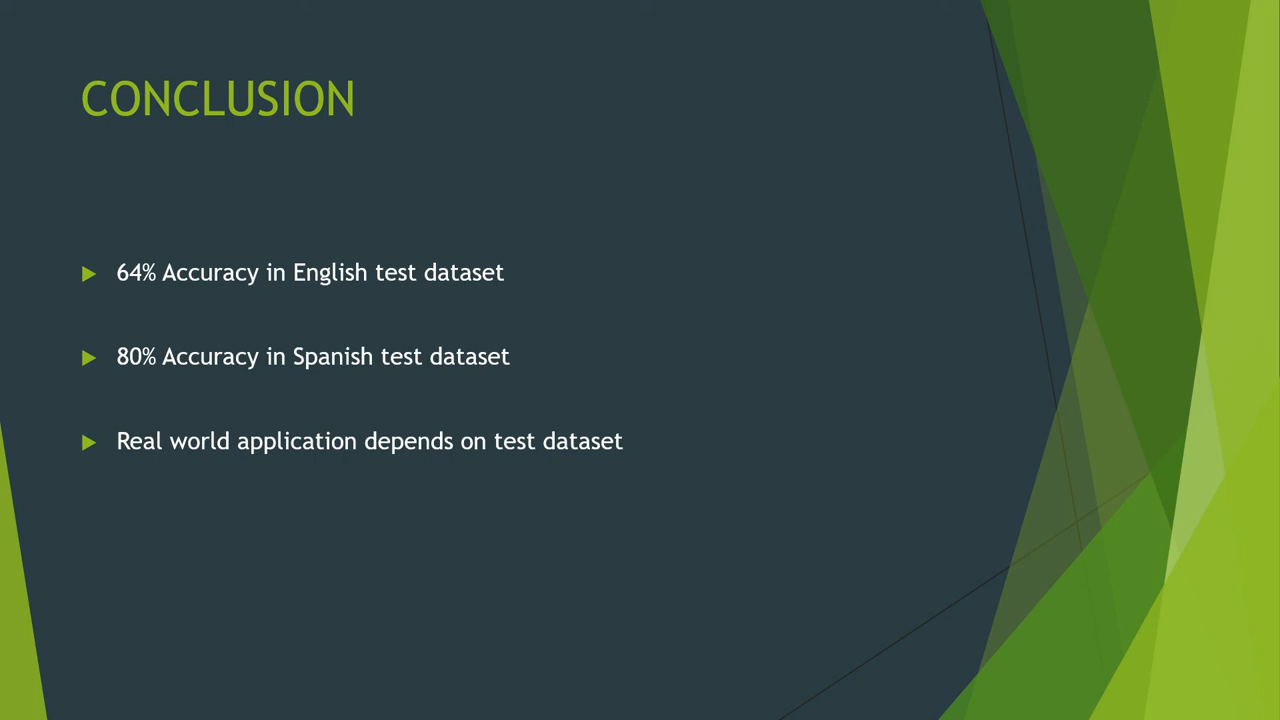 CONCLUSION
64% Accuracy in English test dataset
80% Accuracy in Spanish test dataset
Real world application depends on test dataset